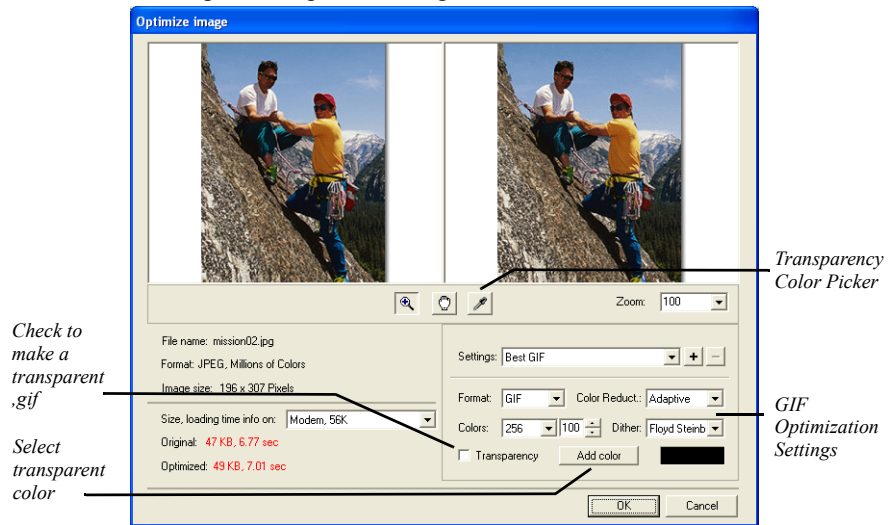 Optimize image
Transparency
Color Picker
Zoom: 100
Check to
make a
transparent
,gif
File name: mission02.jpg
Format: JPEG, Millions of Colors
Image size: 196 x 307 Pixels
Settings: Best GIF + –
Format: GIF Color Reduct.: Adaptive
Size, loading time info on: Modem, 56K
Colors: 256 100 Dither: Floyd Steinb
GIF
Optimization
Settings
Original: 47 KB, 6.77 sec
Optimized: 49 KB, 7.01 sec
Transparency Add color
Select
transparent
color
OK Cancel